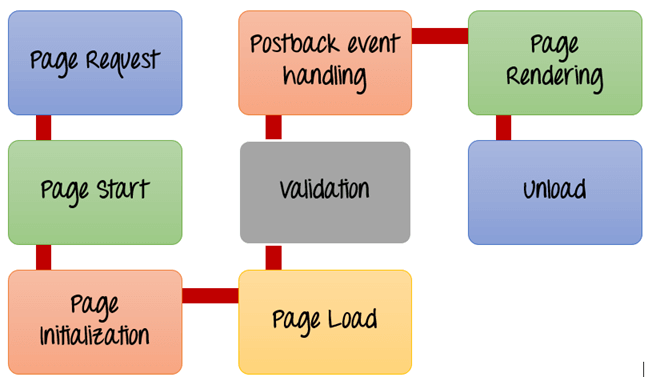 Page Request
Page Start
Page
Initialization
Page Load
Validation
Postback event
handling
Page
Rendering
Unload